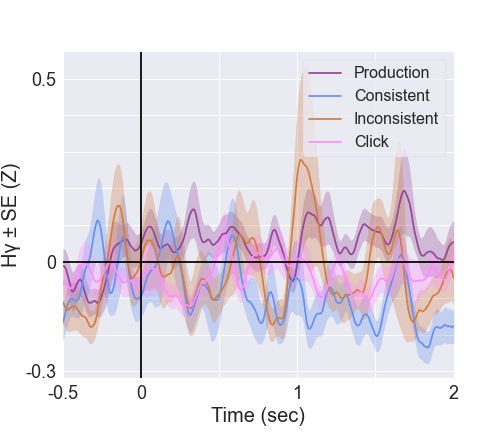 Production
Consistent
Inconsistent
Click
0.5
0
-0.3
Hγ ± SE (Z)
-0.5
0
1
2
Time (sec)